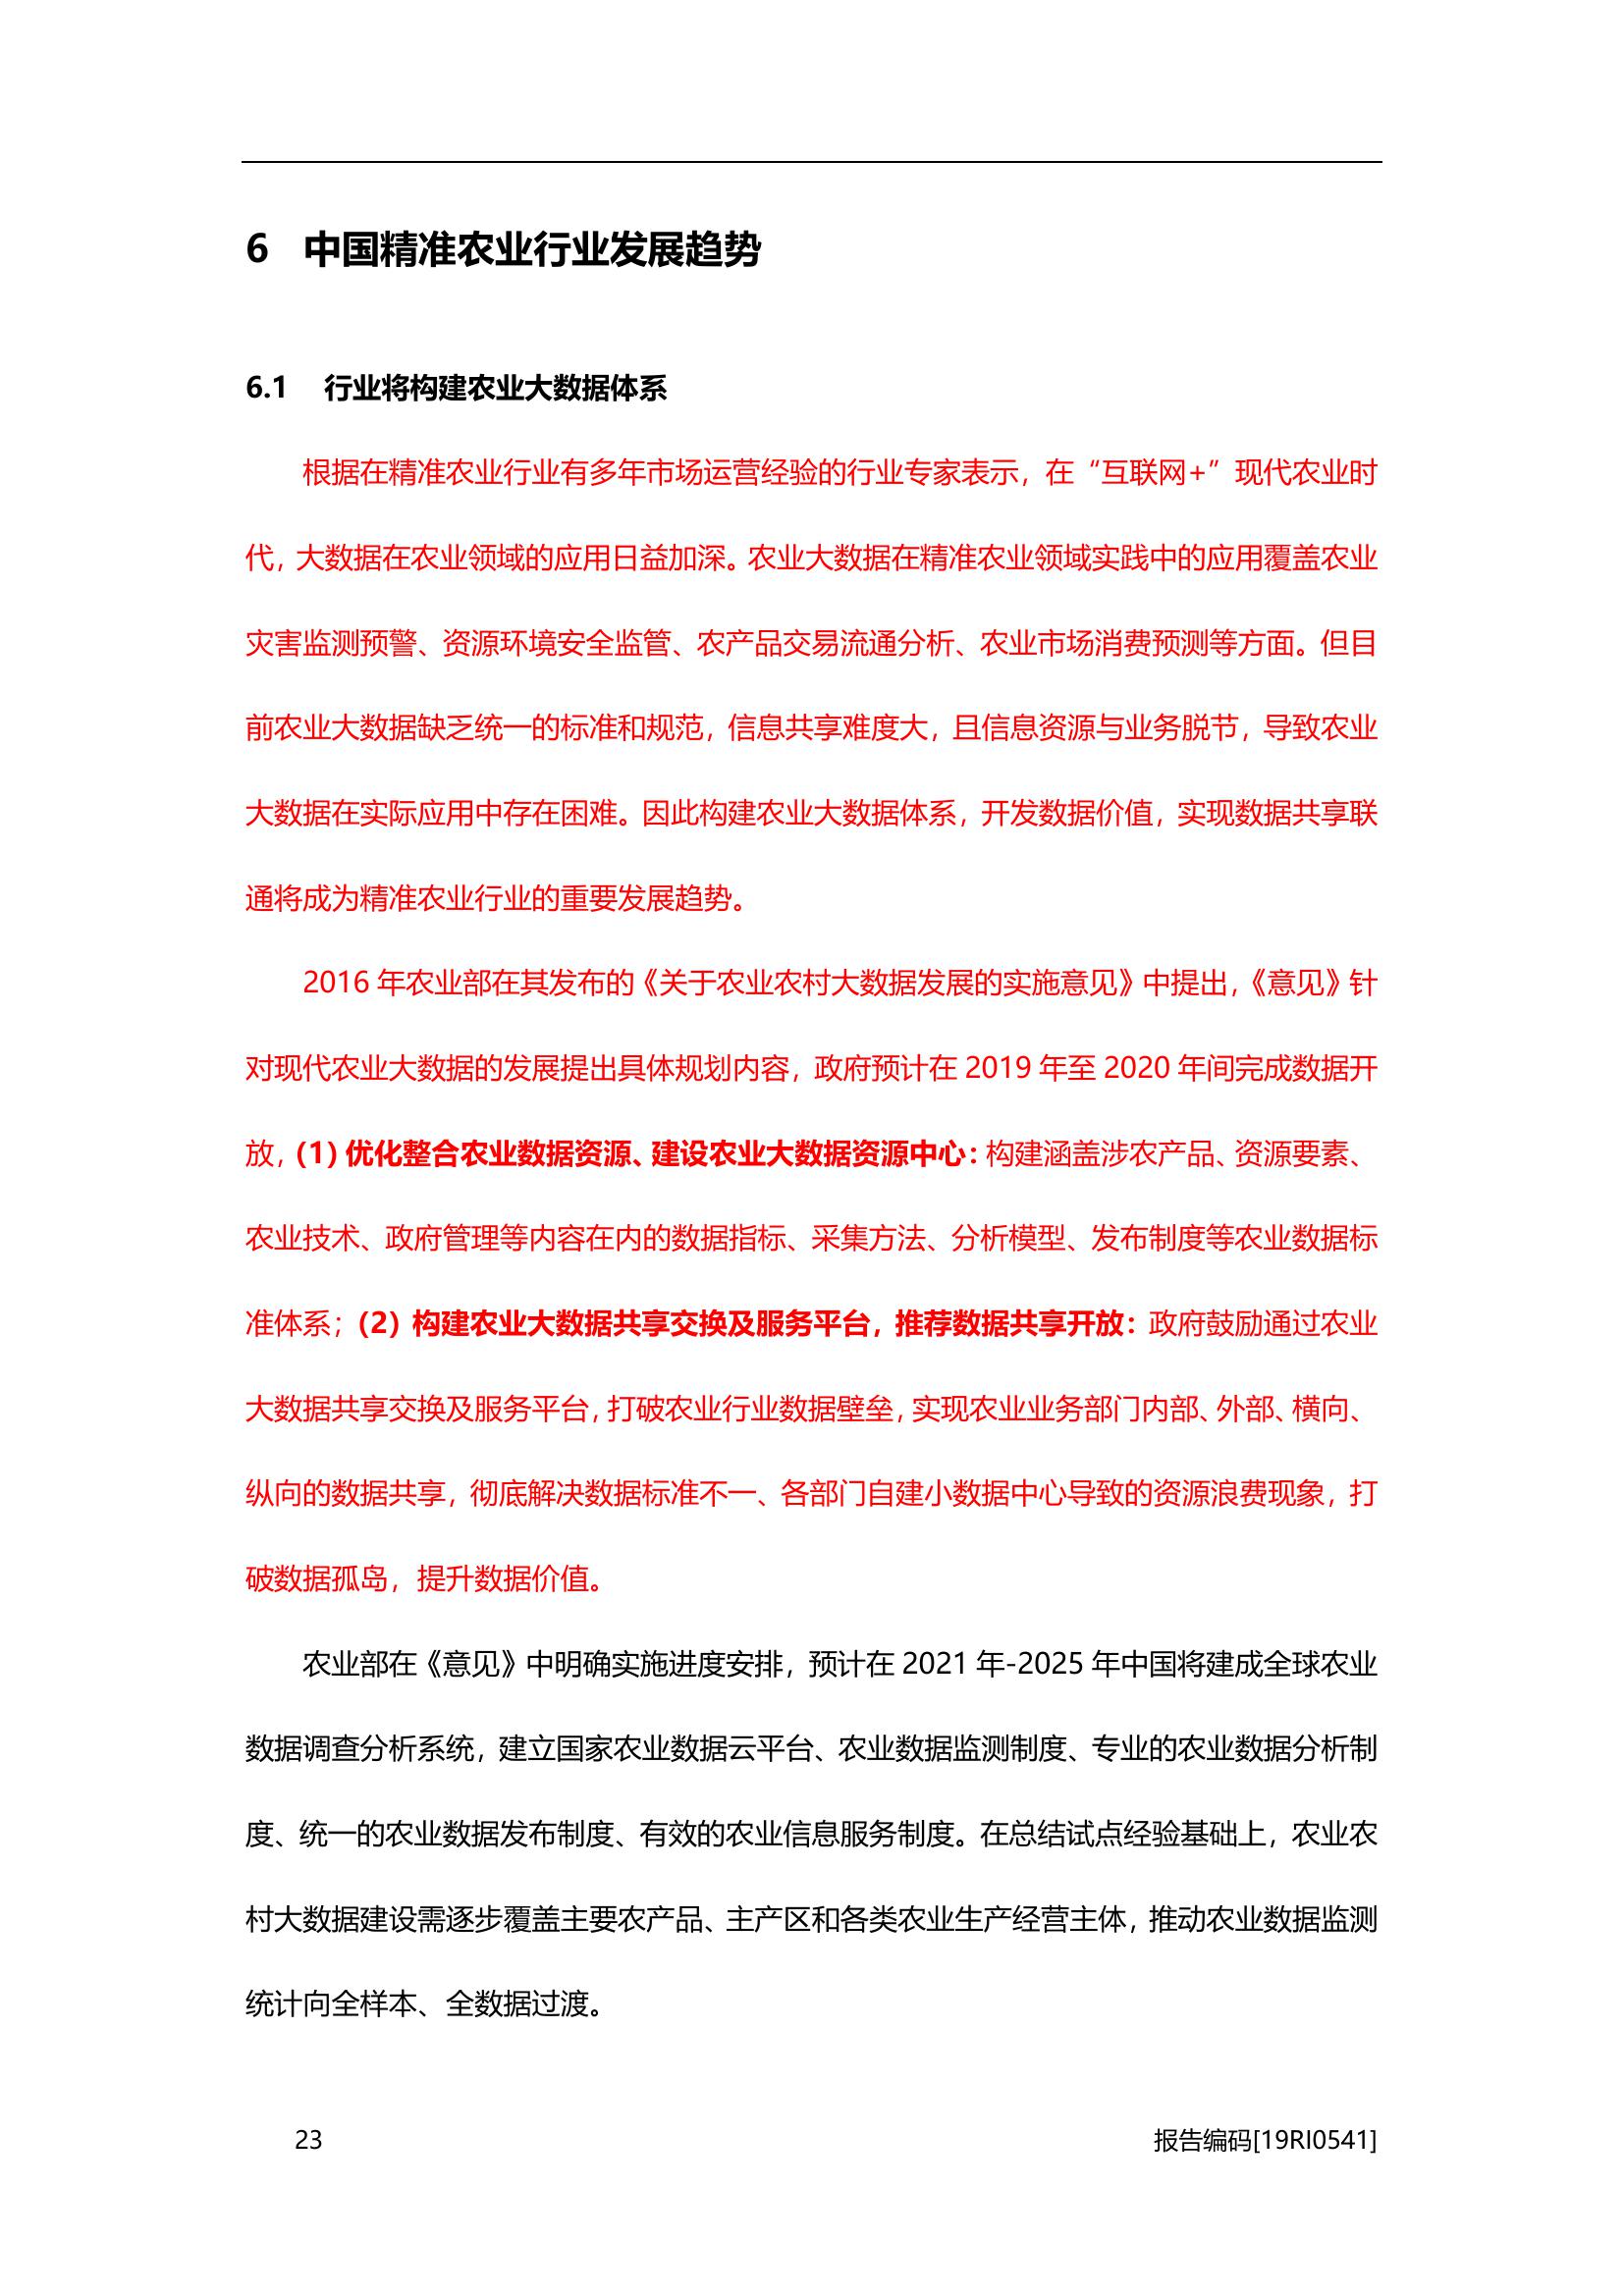 6 中国精准农业行业发展趋势
6.1 行业将构建农业大数据体系
根据在精准农业行业有多年市场运营经验的行业专家表示，在“互联网+”现代农业时
代，大数据在农业领域的应用日益加深。农业大数据在精准农业领域实践中的应用覆盖农业
灾害监测预警、资源环境安全监管、农产品交易流通分析、农业市场消费预测等方面。但目
前农业大数据缺乏统一的标准和规范，信息共享难度大，且信息资源与业务脱节，导致农业
大数据在实际应用中存在困难。因此构建农业大数据体系，开发数据价值，实现数据共享联
通将成为精准农业行业的重要发展趋势。
2016 年农业部在其发布的《关于农业农村大数据发展的实施意见》中提出，《意见》针
对现代农业大数据的发展提出具体规划内容，政府预计在 2019 年至 2020 年间完成数据开
放，（1）优化整合农业数据资源、建设农业大数据资源中心：构建涵盖涉农产品、资源要素、
农业技术、政府管理等内容在内的数据指标、采集方法、分析模型、发布制度等农业数据标
准体系；（2）构建农业大数据共享交换及服务平台，推荐数据共享开放：政府鼓励通过农业
大数据共享交换及服务平台，打破农业行业数据壁垒，实现农业业务部门内部、外部、横向、
纵向的数据共享，彻底解决数据标准不一、各部门自建小数据中心导致的资源浪费现象，打
破数据孤岛，提升数据价值。
农业部在《意见》中明确实施进度安排，预计在 2021 年-2025 年中国将建成全球农业
数据调查分析系统，建立国家农业数据云平台、农业数据监测制度、专业的农业数据分析制
度、统一的农业数据发布制度、有效的农业信息服务制度。在总结试点经验基础上，农业农
村大数据建设需逐步覆盖主要农产品、主产区和各类农业生产经营主体，推动农业数据监测
统计向全样本、全数据过渡。
23 报告编码[19RI0541]